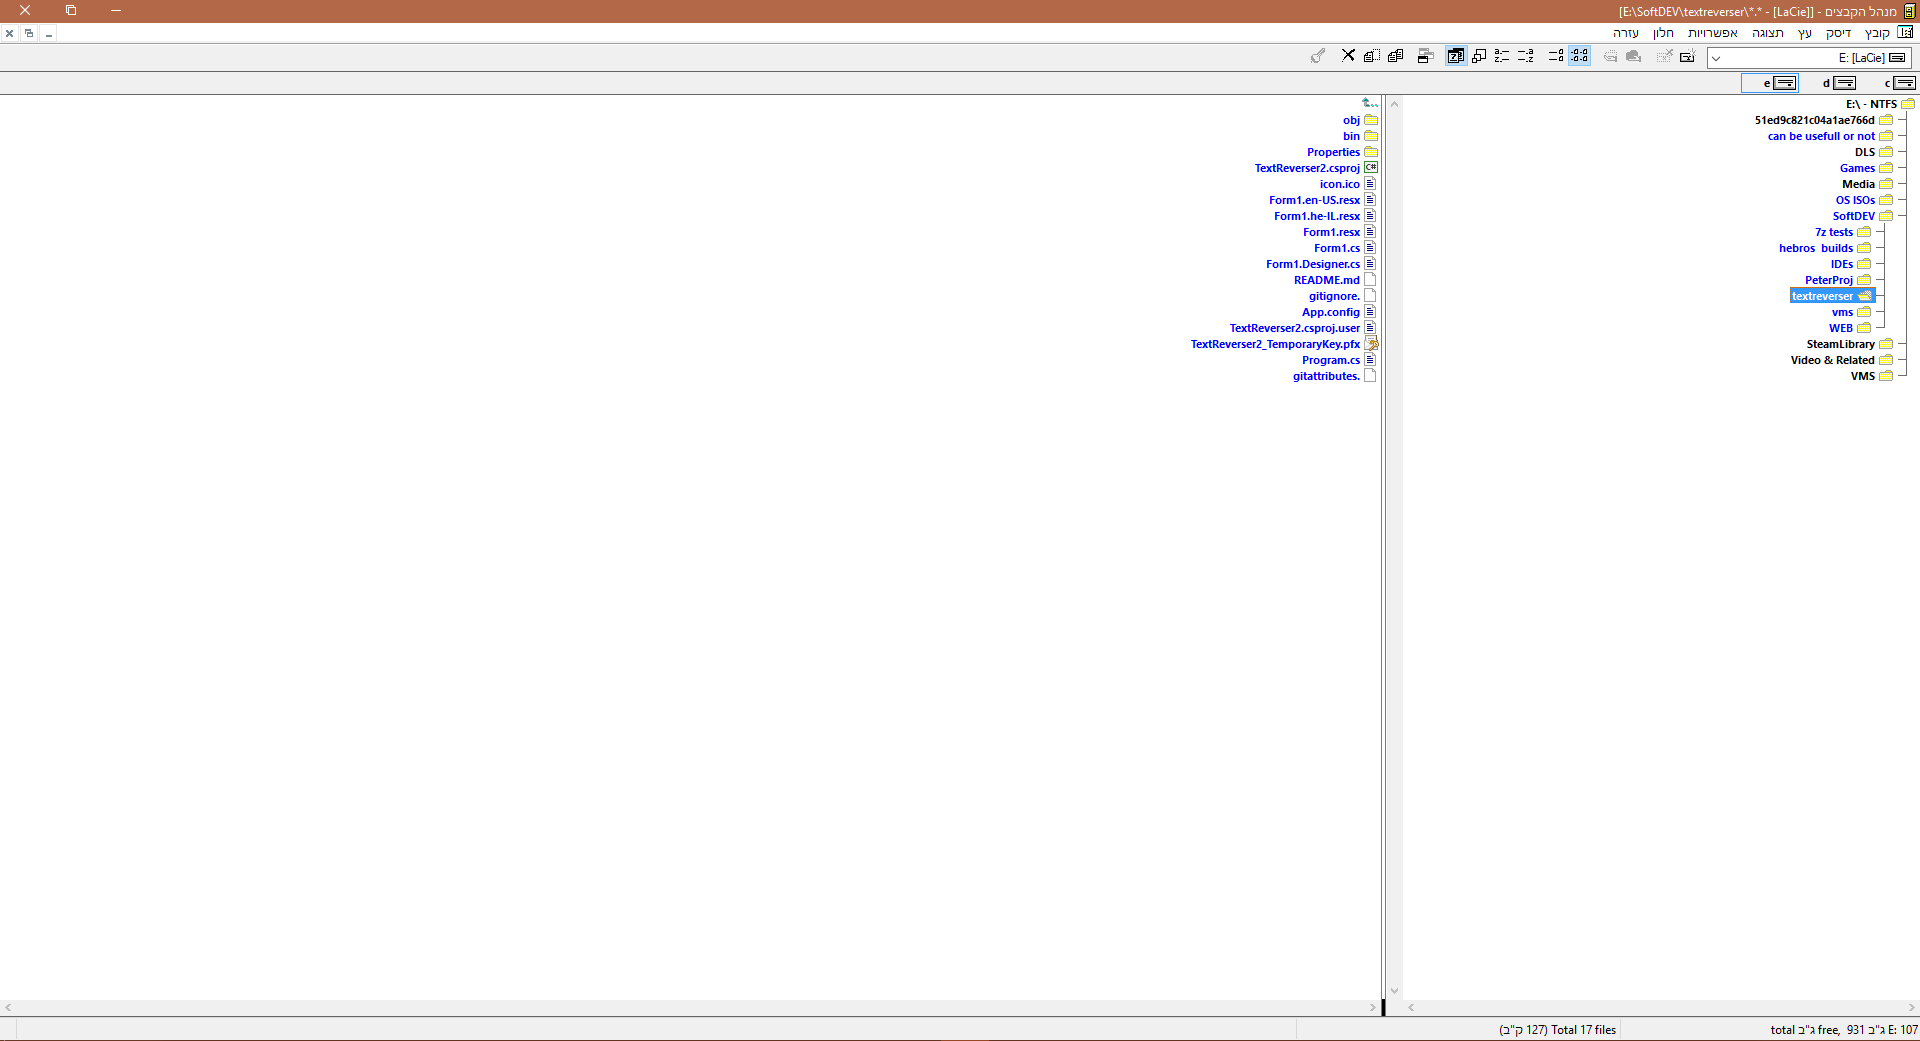 מנהל הקבצים - [E:\SoftDEV\textreverser\*.* - [LaCie]]
קובץ דיסק עץ תצוגה אפשרויות חלון עזרה
E: [LaCie]
c d e
E:\ - NTFS
51ed9c821c04a1ae766d
can be usefull or not
DLS
Games
Media
OS ISOs
SoftDEV
7z tests
hebros builds
IDEs
PeterProj
textreverser
vms
WEB
SteamLibrary
Video & Related
VMS
..
obj
bin
Properties
TextReverser2.csproj
icon.ico
Form1.en-US.resx
Form1.he-IL.resx
Form1.resx
Form1.cs
Form1.Designer.cs
README.md
.gitignore
App.config
TextReverser2.csproj.user
TextReverser2_TemporaryKey.pfx
Program.cs
.gitattributes
E: 107 ג"ב free, 931 ג"ב total
Total 17 files (127 ק"ב)